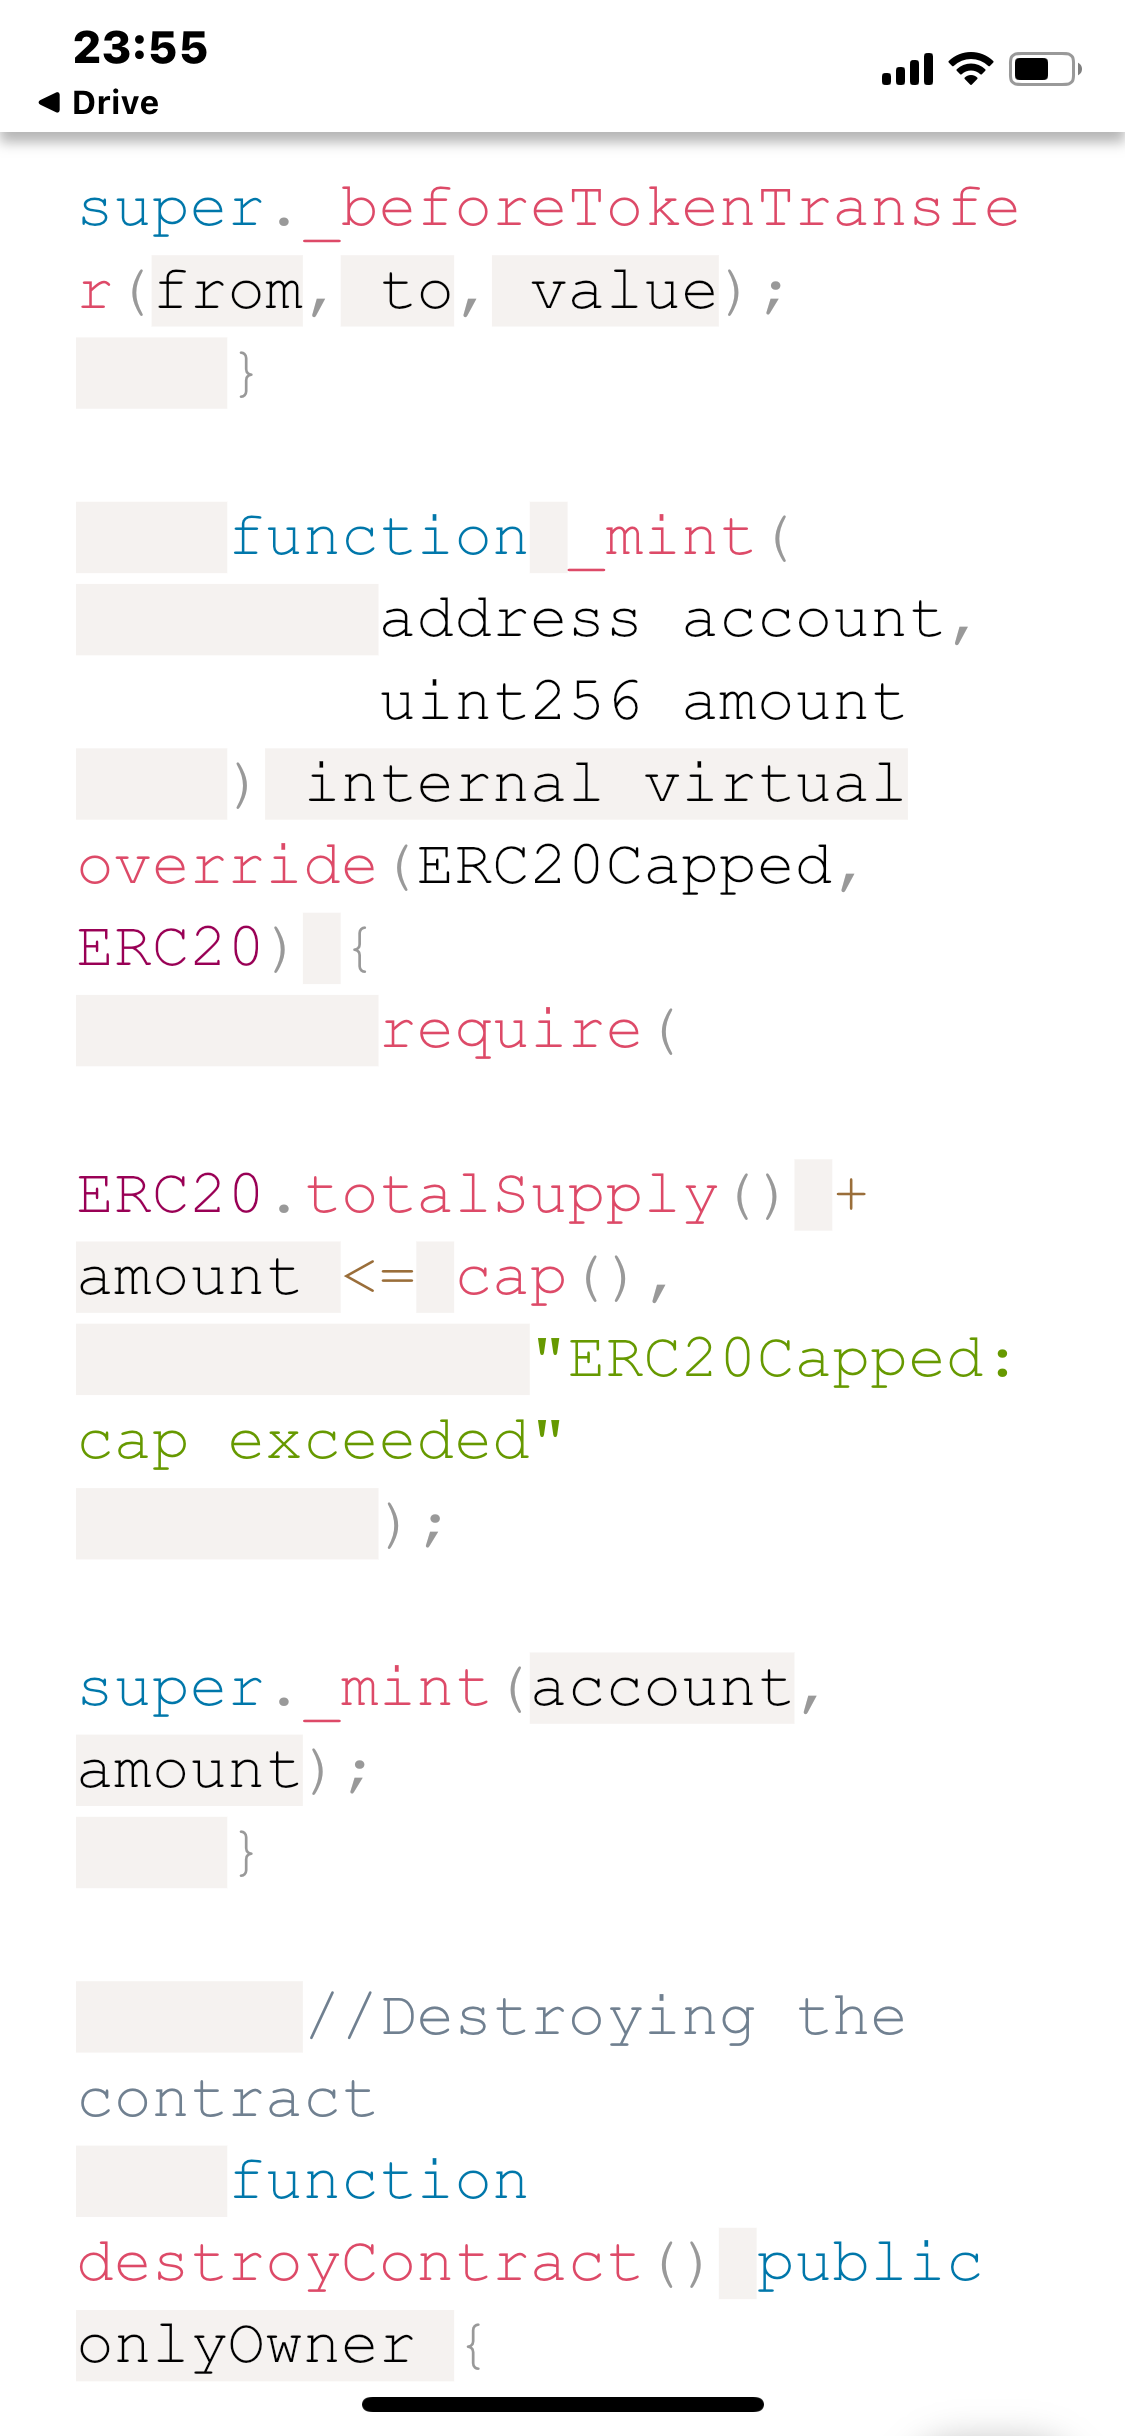 23:55
◀ Drive
super._beforeTokenTransfe
r(from, to, value);
    }
    function _mint(
        address account,
        uint256 amount
    ) internal virtual
override(ERC20Capped,
ERC20) {
        require(
ERC20.totalSupply() +
amount <= cap(),
            "ERC20Capped:
cap exceeded"
        );
super._mint(account,
amount);
    }
      //Destroying the
contract
    function
destroyContract() public
onlyOwner {